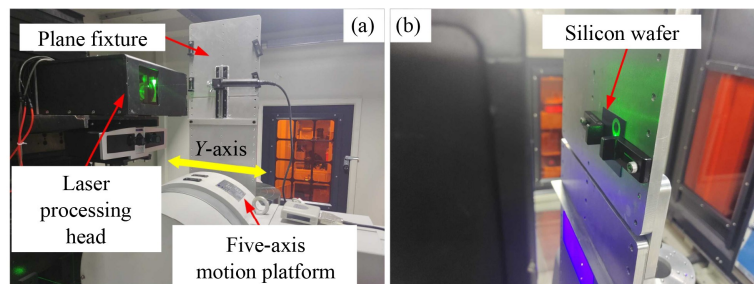 Plane fixture
(a)
Y-axis
Laser
processing
head
Five-axis
motion platform
(b)
Silicon wafer